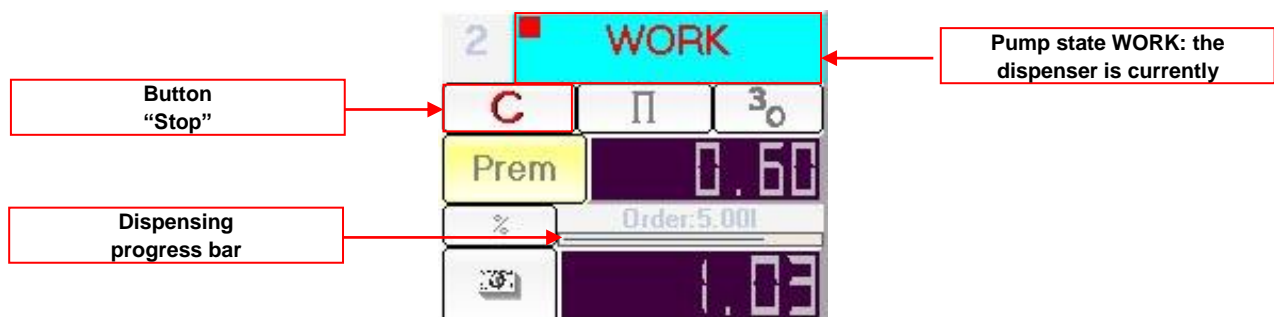 2 WORK
Pump state WORK: the
dispenser is currently
Button
“Stop”
С П ³о
Prem 0.60
Dispensing
progress bar
% Order:5.00l
1.03